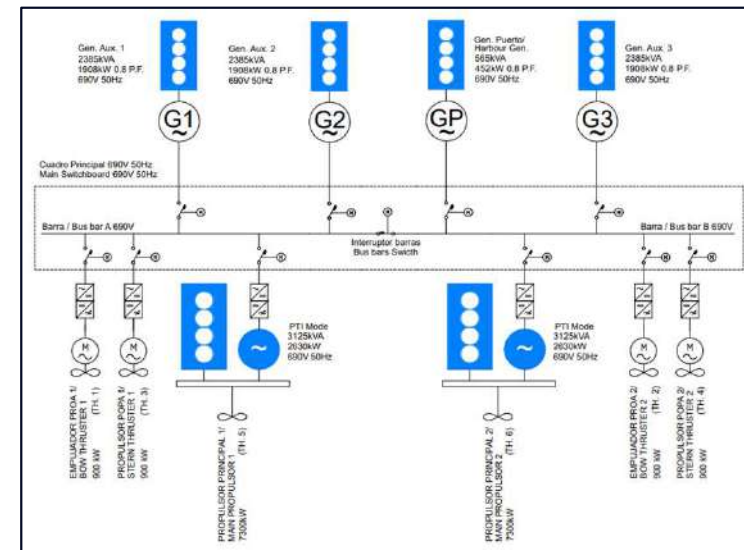 Gen. Aux. 1
2385kVA
1908kW 0.8 P.F.
690V 50Hz
Gen. Aux. 2
2385kVA
1908kW 0.8 P.F.
690V 50Hz
Gen. Puerto/
Harbour Gen.
565kVA
452kW 0.8 P.F.
690V 50Hz
Gen. Aux. 3
2385kVA
1908kW 0.8 P.F.
690V 50Hz
G1
G2
GP
G3
Cuadro Principal 690V 50Hz
Main Switchboard 690V 50Hz
Barra / Bus bar A 690V
Interruptor barras
Bus bars Swicth
Barra / Bus bar B 690V
PTI Mode
3125kVA
2630kW
690V 50Hz
PTI Mode
3125kVA
2630kW
690V 50Hz
M
M
M
M
EMPUJADOR PROA 1/
BOW THRUSTER 1
900 kW (TH. 1)
PROPULSOR POPA 1/
STERN THRUSTER 1
900 kW (TH. 3)
PROPULSOR PRINCIPAL 1/
MAIN PROPULSOR 1
7300kW (TH. 5)
PROPULSOR PRINCIPAL 2/
MAIN PROPULSOR 2
7300kW (TH. 6)
EMPUJADOR PROA 2/
BOW THRUSTER 2
900 kW (TH. 2)
PROPULSOR POPA 2/
STERN THRUSTER 2
900 kW (TH. 4)